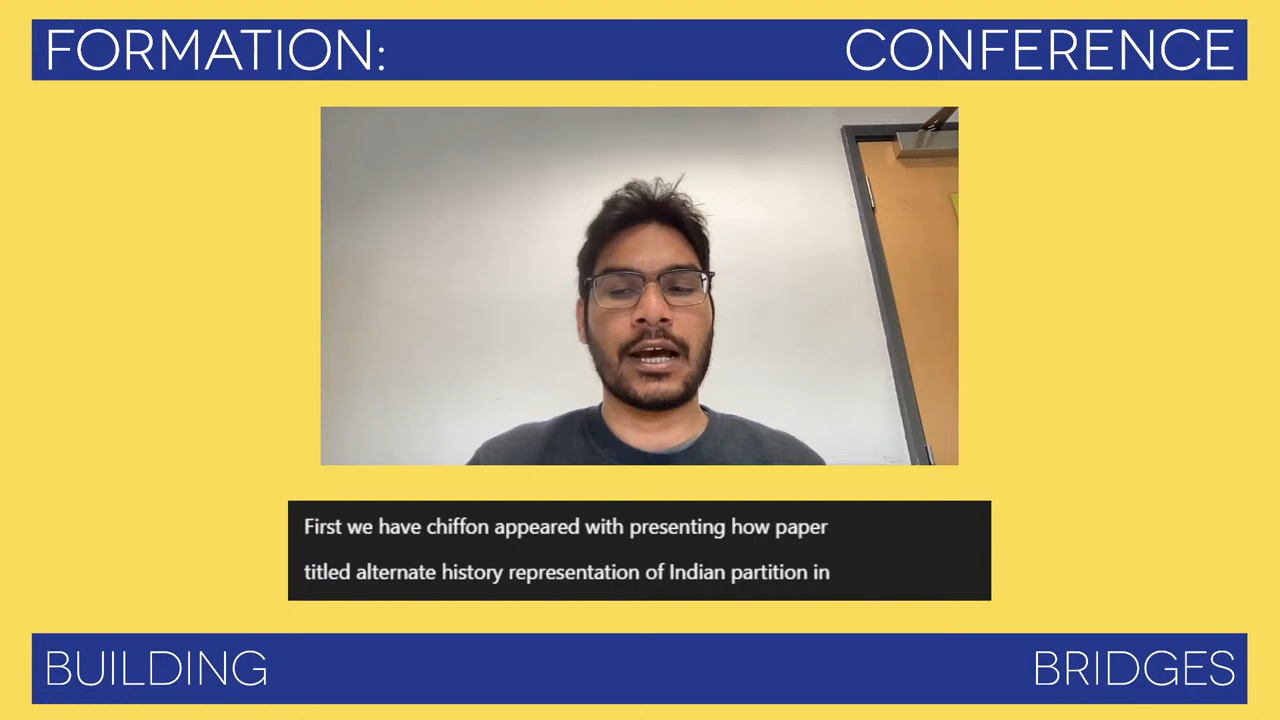 FORMATION: CONFERENCE
First we have chiffon appeared with presenting how paper
titled alternate history representation of Indian partition in
BUILDING BRIDGES